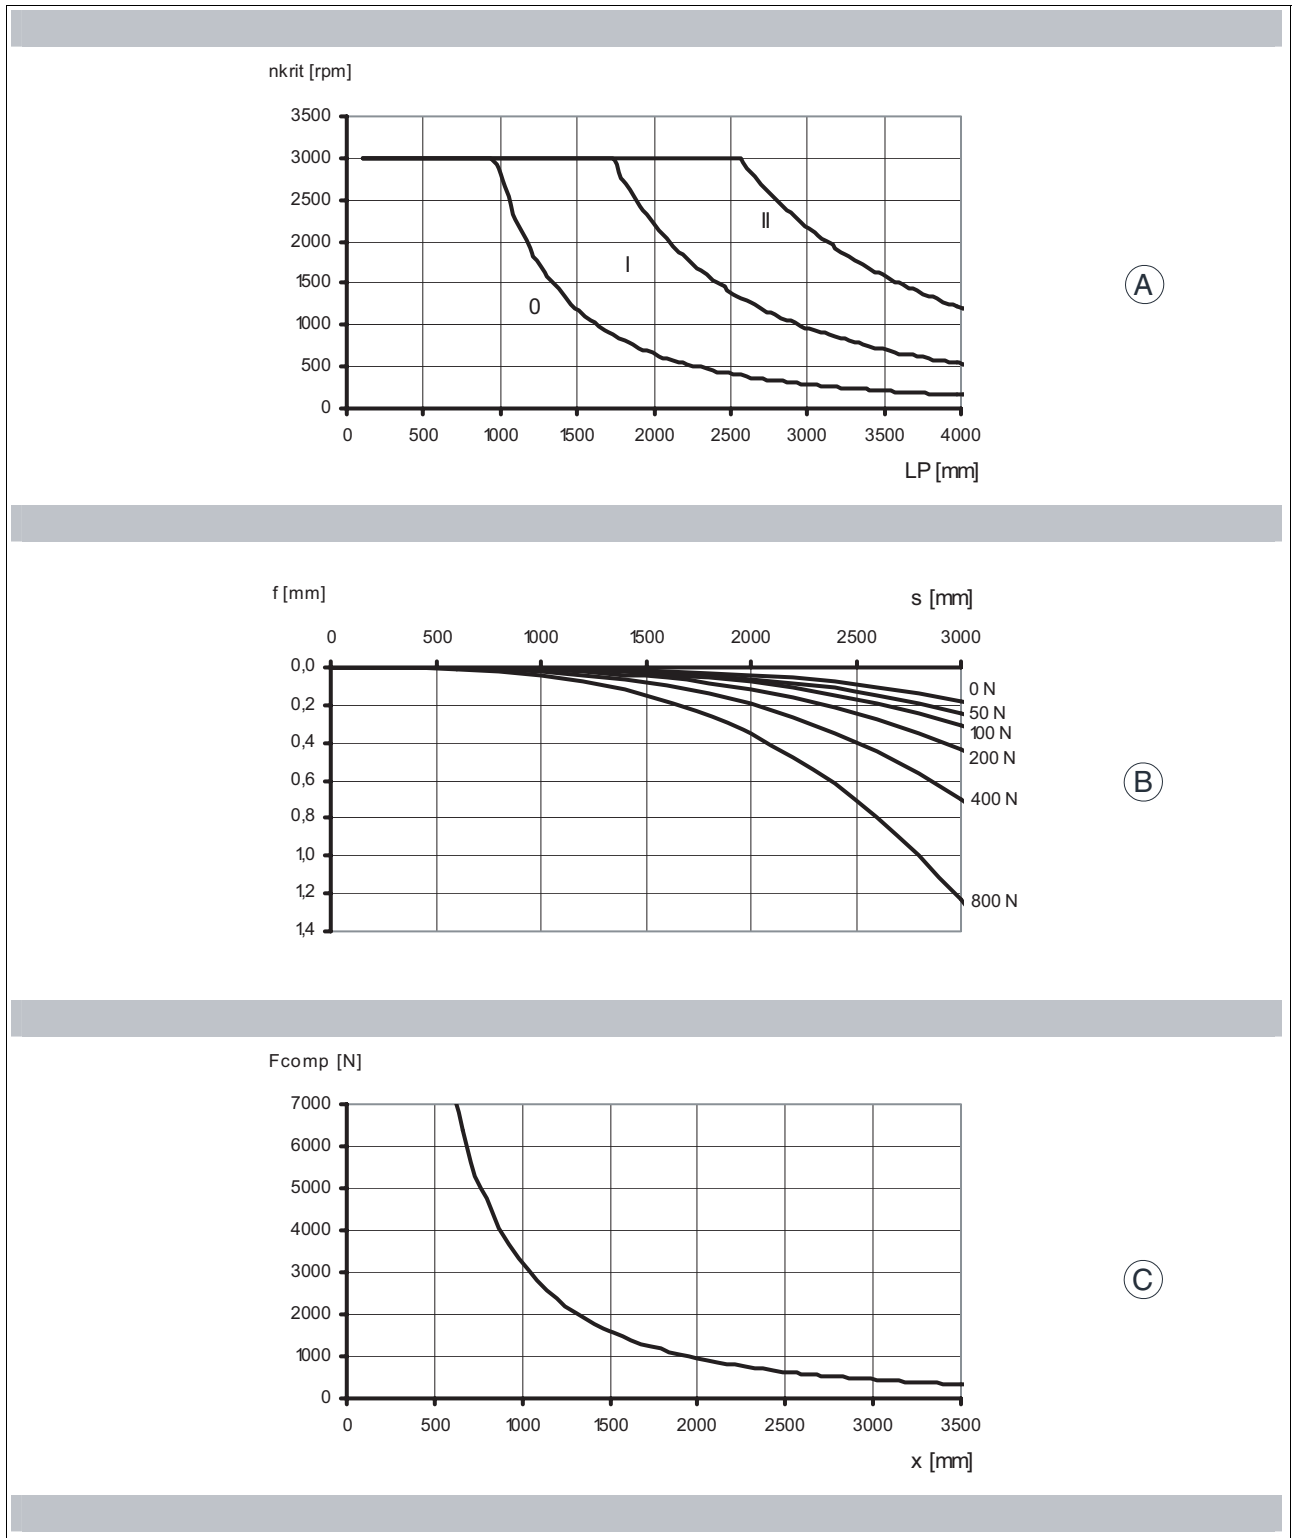 nkrit [rpm]
3500
3000
2500
2000
1500
1000
500
0
II
I
0
A
0 500 1000 1500 2000 2500 3000 3500 4000
LP [mm]
f [mm]
s [mm]
0 500 1000 1500 2000 2500 3000
0,0
0,2
0,4
0,6
0,8
1,0
1,2
1,4
0 N
50 N
100 N
200 N
400 N
800 N
B
Fcomp [N]
7000
6000
5000
4000
3000
2000
1000
0
C
0 500 1000 1500 2000 2500 3000 3500
x [mm]